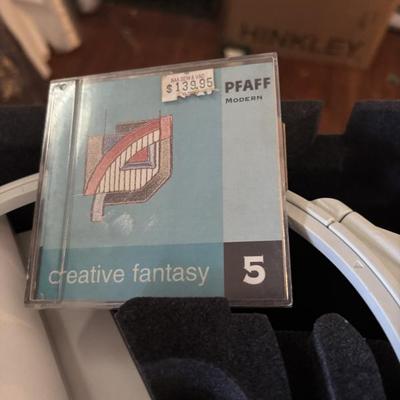 $139.95
PFAFF
MODERN
creative fantasy 5
HINKLEY